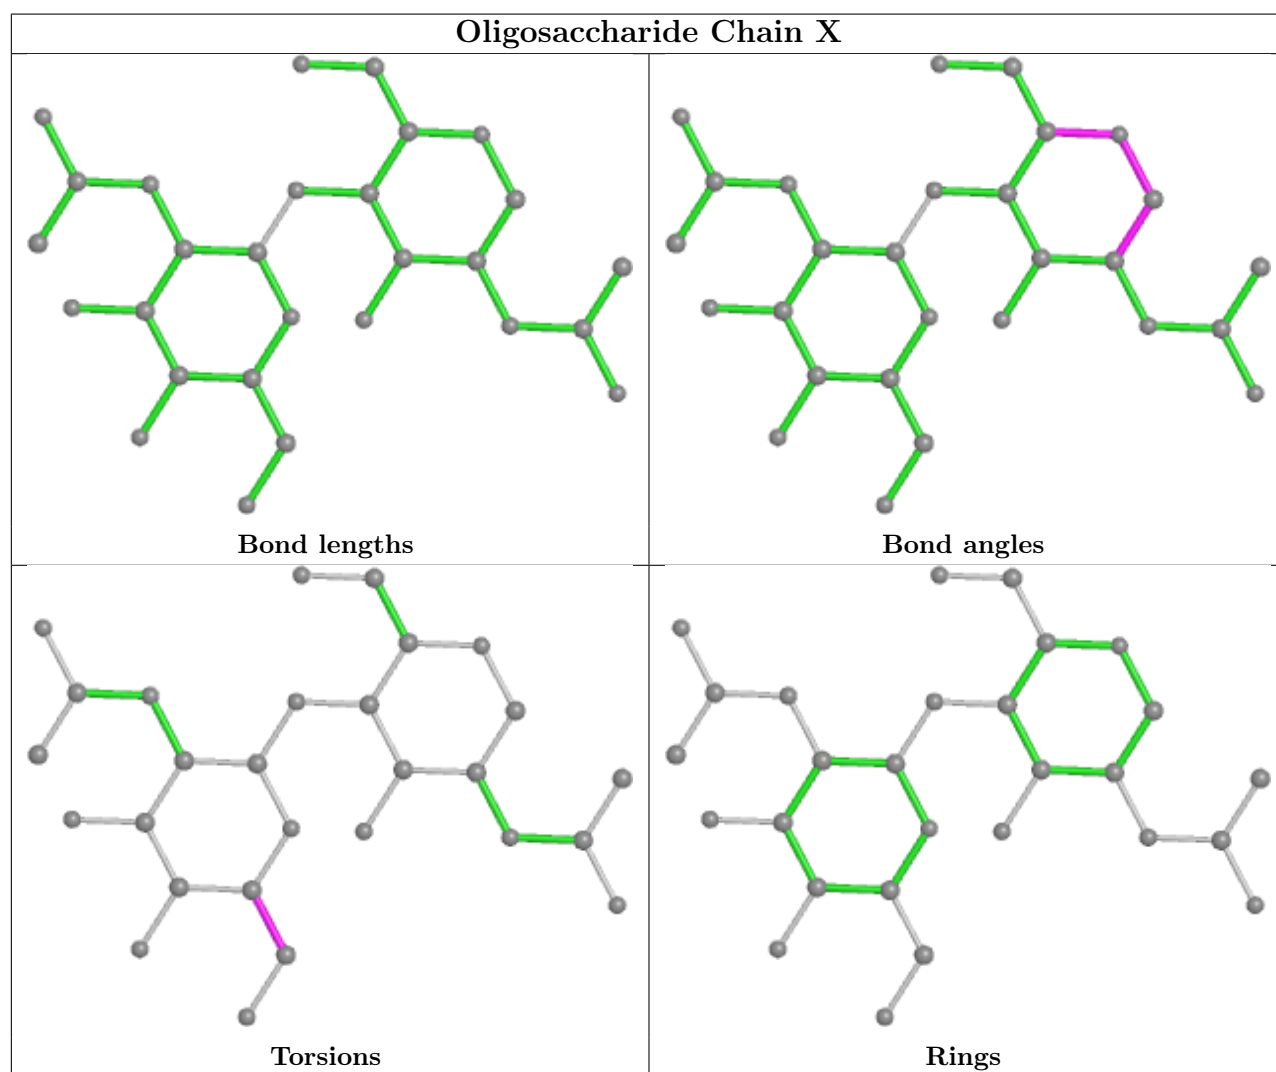 Oligosaccharide Chain X
Bond lengths
Bond angles
Torsions
Rings